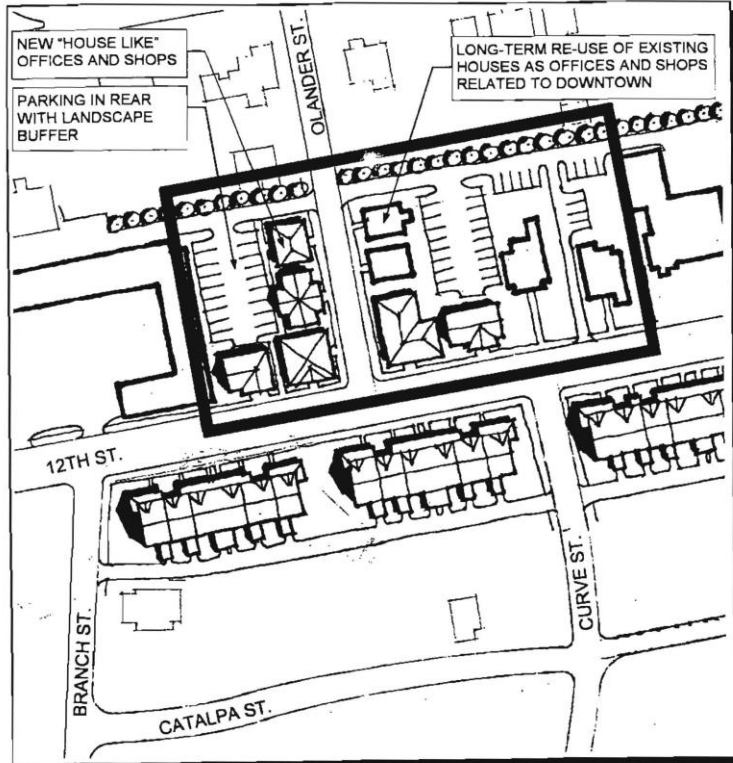 NEW "HOUSE LIKE"
OFFICES AND SHOPS
PARKING IN REAR
WITH LANDSCAPE
BUFFER
OLANDER ST.
LONG-TERM RE-USE OF EXISTING
HOUSES AS OFFICES AND SHOPS
RELATED TO DOWNTOWN
12TH ST.
BRANCH ST.
CURVE ST.
CATALPA ST.